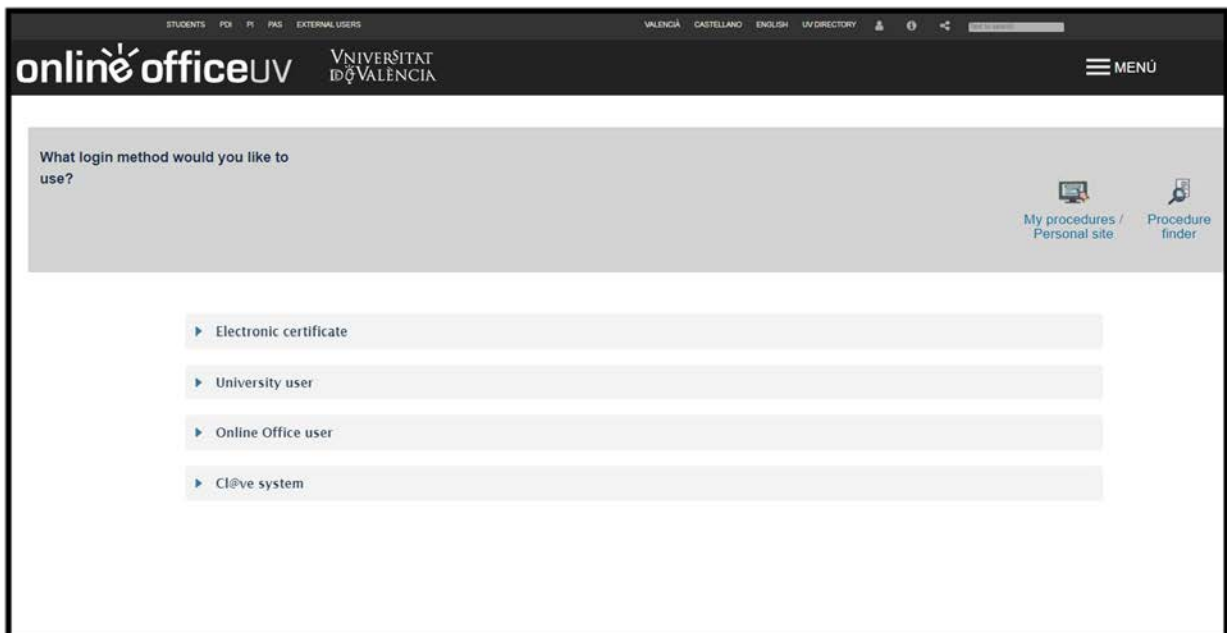 STUDENTS PDI PI PAS EXTERNAL USERS VALENCIÀ CASTELLANO ENGLISH UV DIRECTORY
online officeUV VNIVERSITAT DE VALÈNCIA MENÚ
What login method would you like to
use?
My procedures /
Personal site
Procedure
finder
Electronic certificate
University user
Online Office user
Cl@ve system